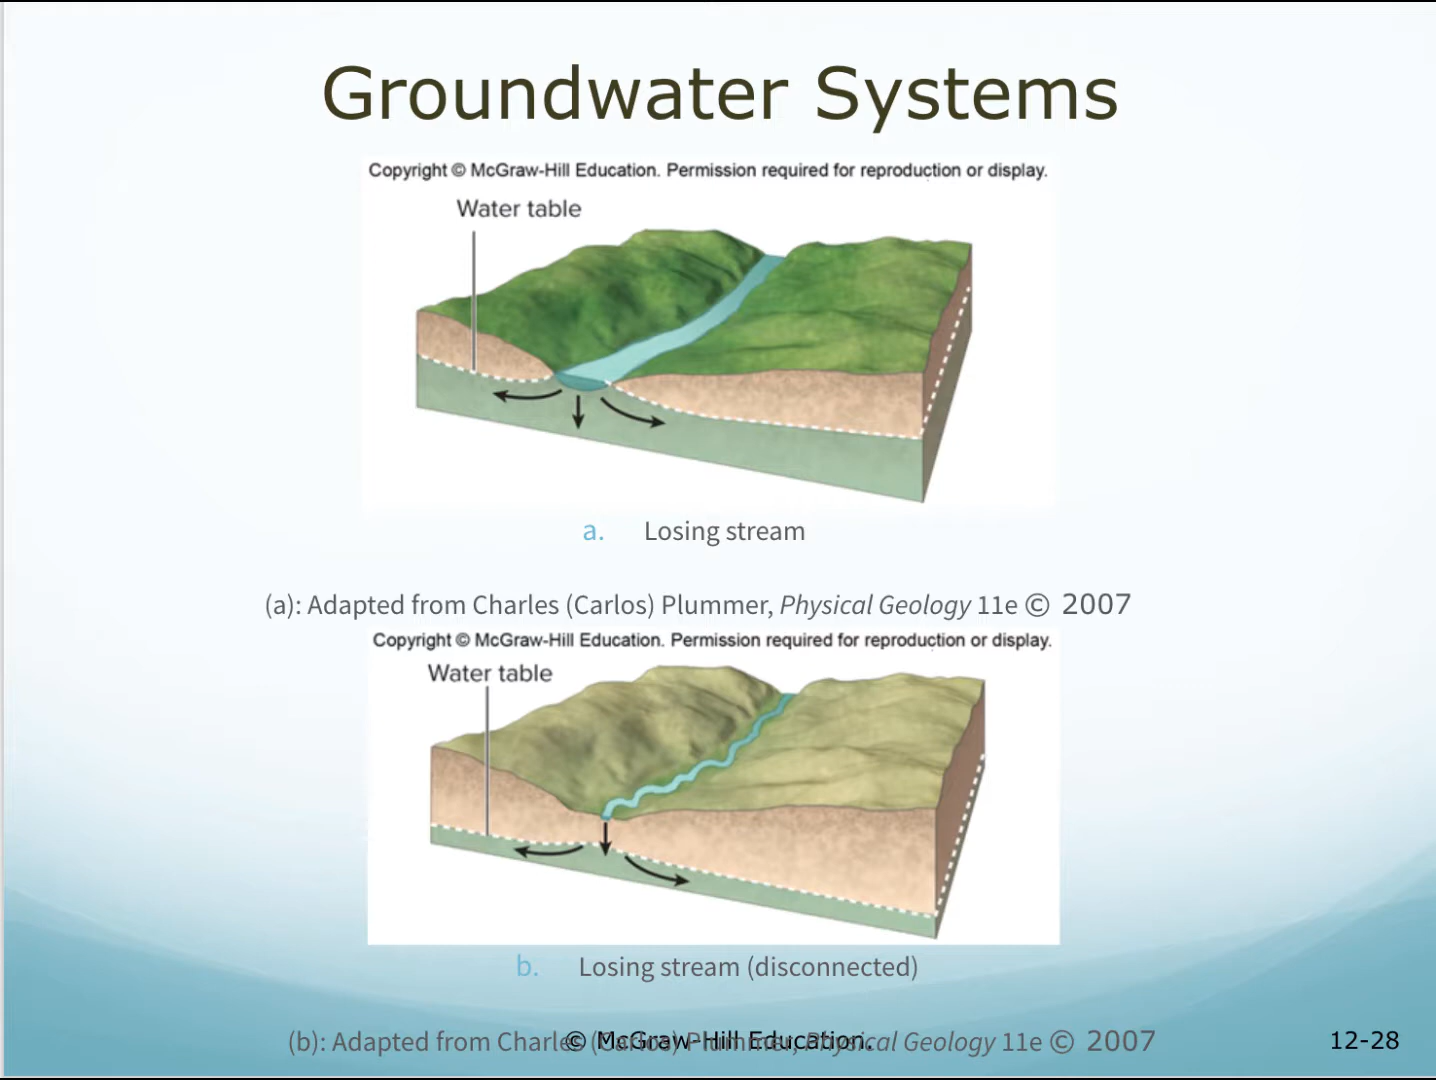 Groundwater Systems
Copyright © McGraw-Hill Education. Permission required for reproduction or display.
Water table
a. Losing stream
(a): Adapted from Charles (Carlos) Plummer, Physical Geology 11e © 2007
Copyright © McGraw-Hill Education. Permission required for reproduction or display.
Water table
b. Losing stream (disconnected)
(b): Adapted from Charles (Carlos) Plummer, Physical Geology 11e © 2007
© McGraw-Hill Education.
12-28